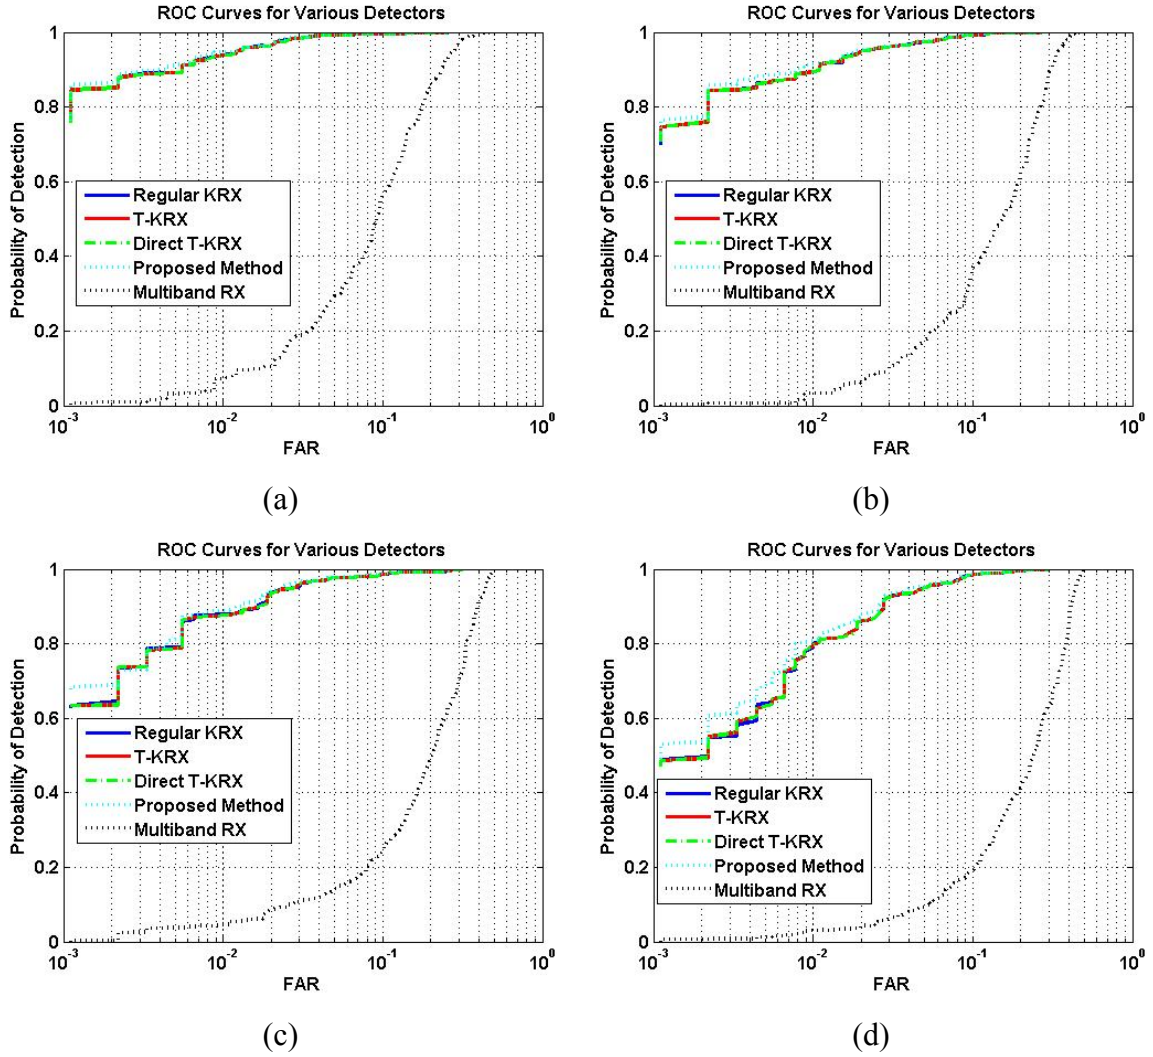 ROC Curves for Various Detectors
Probability of Detection
1
0.8
0.6
0.4
0.2
0
Regular KRX
T-KRX
Direct T-KRX
Proposed Method
Multiband RX
10^-3
10^-2
10^-1
10^0
FAR
(a)
ROC Curves for Various Detectors
Probability of Detection
1
0.8
0.6
0.4
0.2
0
Regular KRX
T-KRX
Direct T-KRX
Proposed Method
Multiband RX
10^-3
10^-2
10^-1
10^0
FAR
(b)
ROC Curves for Various Detectors
Probability of Detection
1
0.8
0.6
0.4
0.2
0
Regular KRX
T-KRX
Direct T-KRX
Proposed Method
Multiband RX
10^-3
10^-2
10^-1
10^0
FAR
(c)
ROC Curves for Various Detectors
Probability of Detection
1
0.8
0.6
0.4
0.2
0
Regular KRX
T-KRX
Direct T-KRX
Proposed Method
Multiband RX
10^-3
10^-2
10^-1
10^0
FAR
(d)